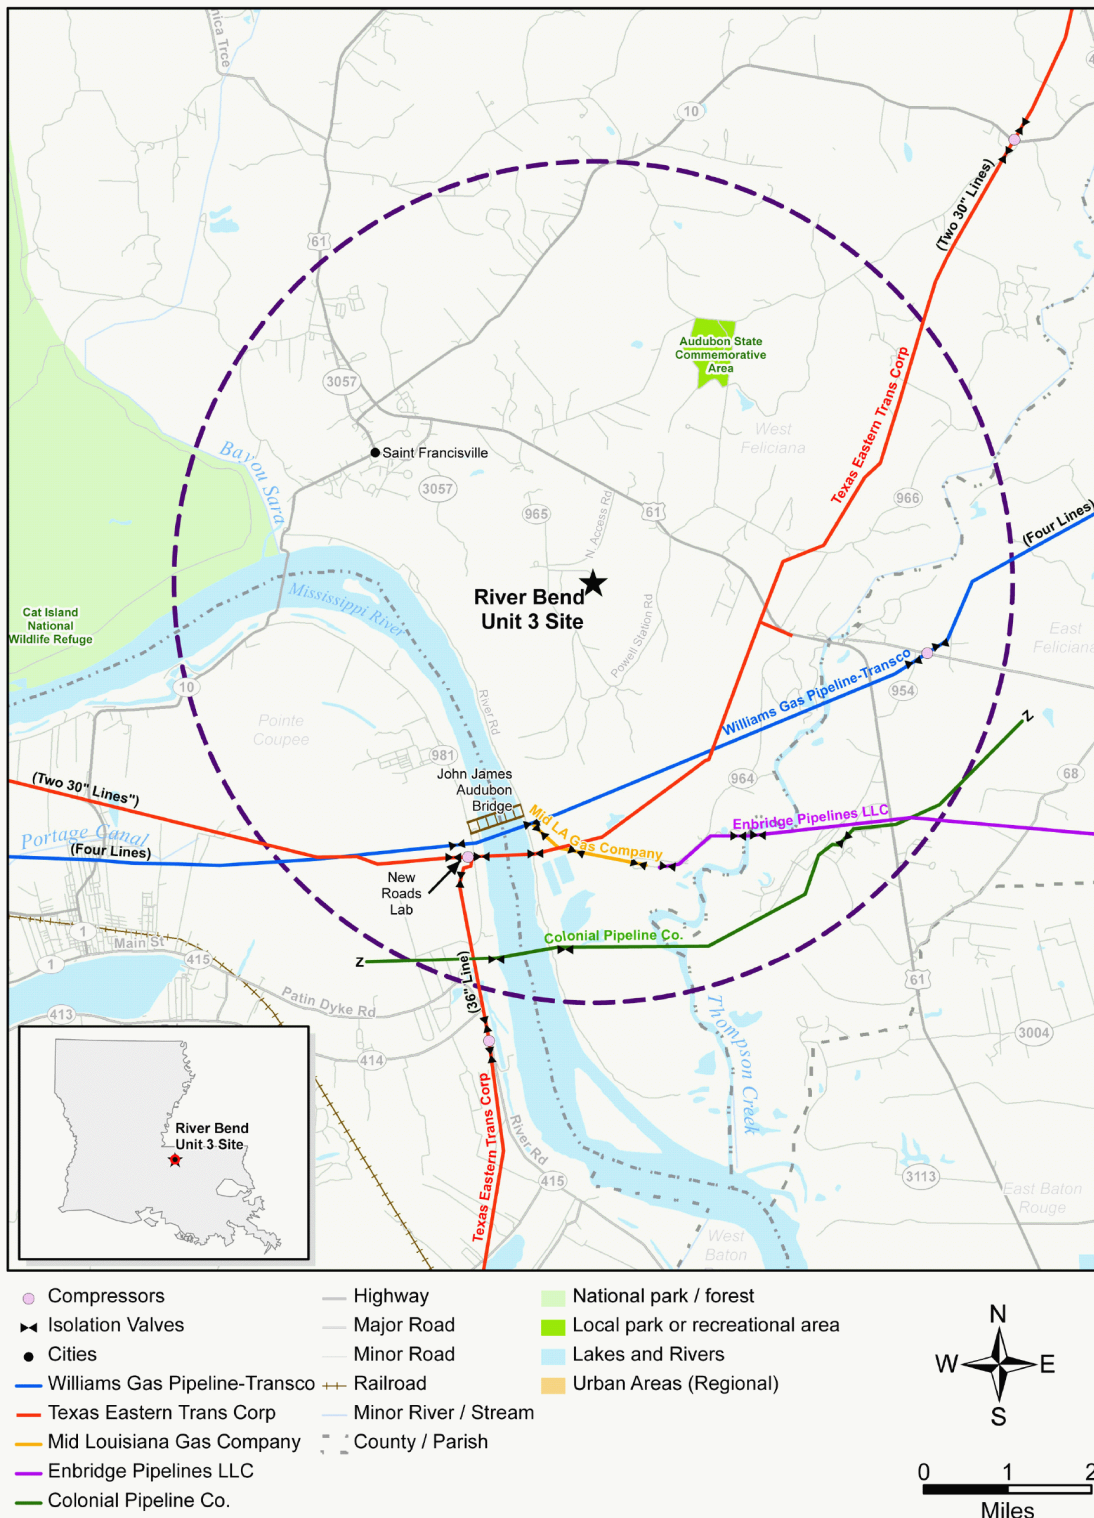 nica Trce
10
4
61
(Two 30" Lines)
Audubon State
Commemorative
Area
3057
Texas Eastern Trans Corp
West
Feliciana
Bayou Sara
Saint Francisville
3057
965
N. Access Rd
61
966
(Four Lines)
Mississippi River
River Bend
Unit 3 Site
Cat Island
National
Wildlife Refuge
Powell Station Rd
East
Feliciana
Williams Gas Pipeline-Transco
954
10
Pointe
Coupee
River Rd
Z
981
John James
Audubon
Bridge
964
68
(Two 30" Lines")
Mid LA Gas Company
Enbridge Pipelines LLC
Portage Canal
(Four Lines)
New
Roads
Lab
1
Main St
Colonial Pipeline Co.
1
415
Z
(36" Line)
61
Patin Dyke Rd
413
414
Thompson Creek
3004
River Bend
Unit 3 Site
Texas Eastern Trans Corp
River Rd
415
3113
East Baton
Rouge
West
Baton
Compressors
Isolation Valves
Cities
Williams Gas Pipeline-Transco
Texas Eastern Trans Corp
Mid Louisiana Gas Company
Enbridge Pipelines LLC
Colonial Pipeline Co.
Highway
Major Road
Minor Road
Railroad
Minor River / Stream
County / Parish
National park / forest
Local park or recreational area
Lakes and Rivers
Urban Areas (Regional)
N
W E
S
0 1 2
Miles